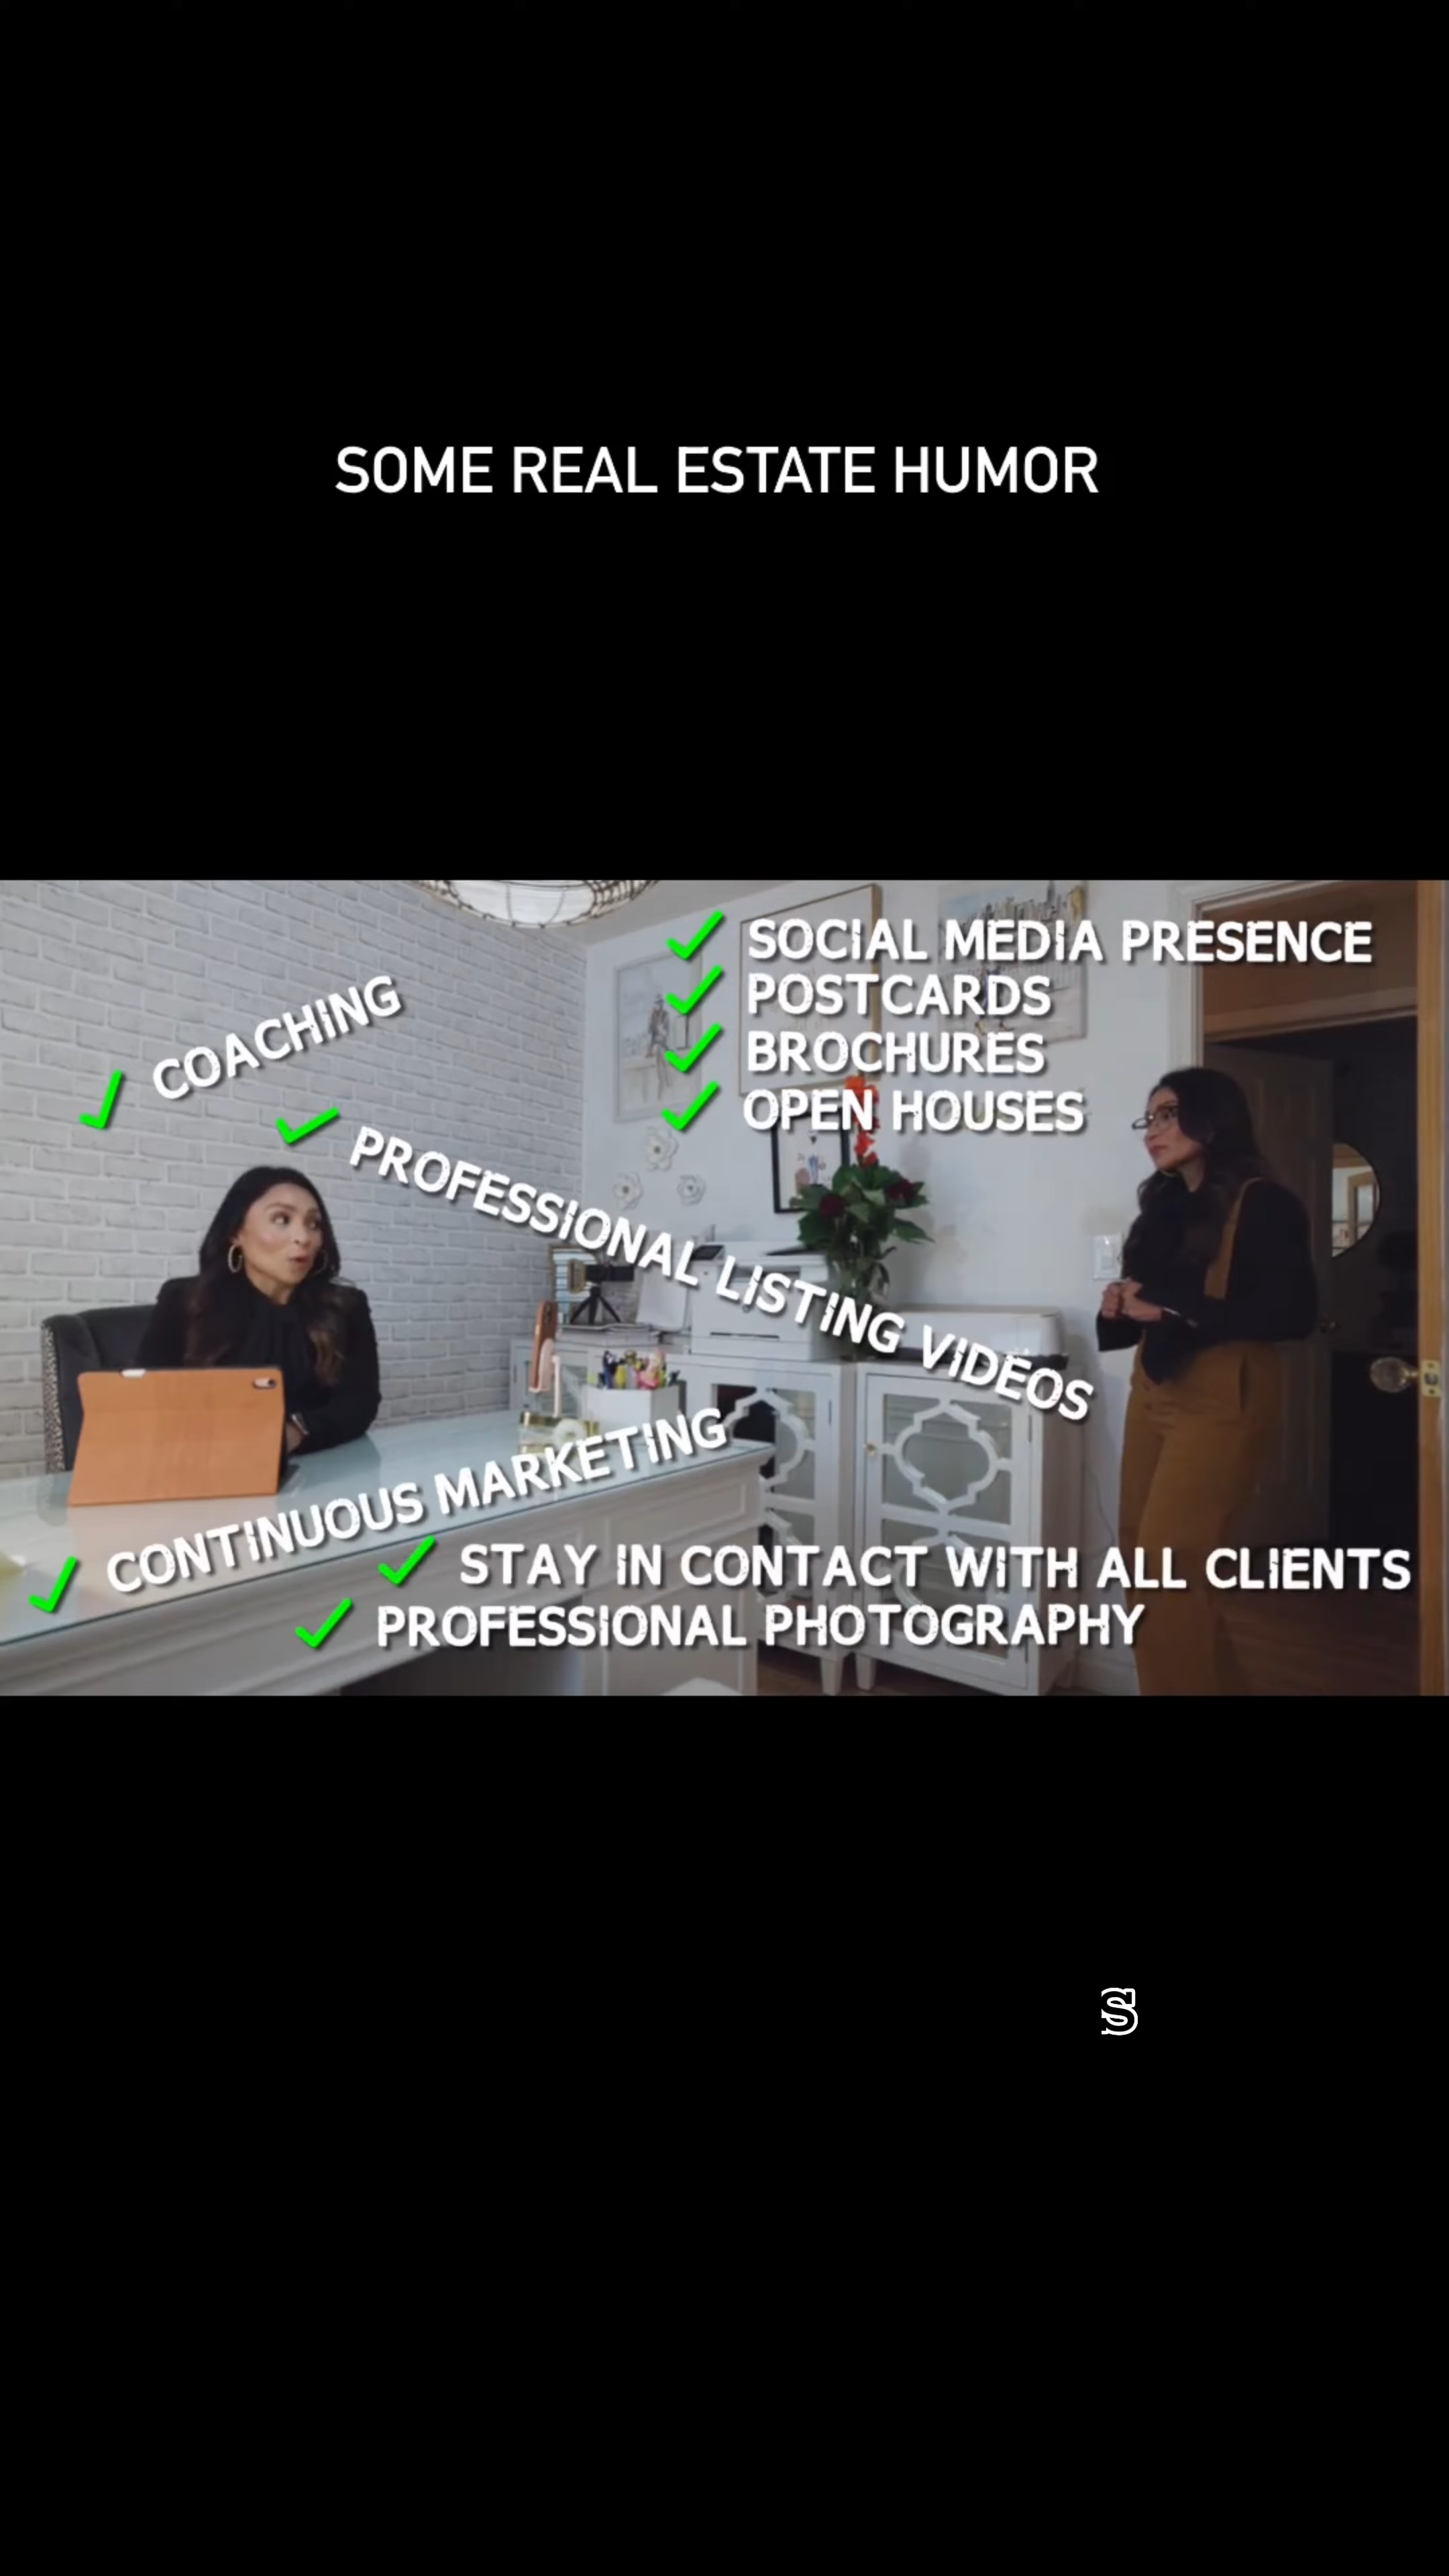 SOME REAL ESTATE HUMOR
SOCIAL MEDIA PRESENCE
POSTCARDS
BROCHURES
OPEN HOUSES
COACHING
PROFESSIONAL LISTING VIDEOS
CONTINUOUS MARKETING
STAY IN CONTACT WITH ALL CLIENTS
PROFESSIONAL PHOTOGRAPHY
S